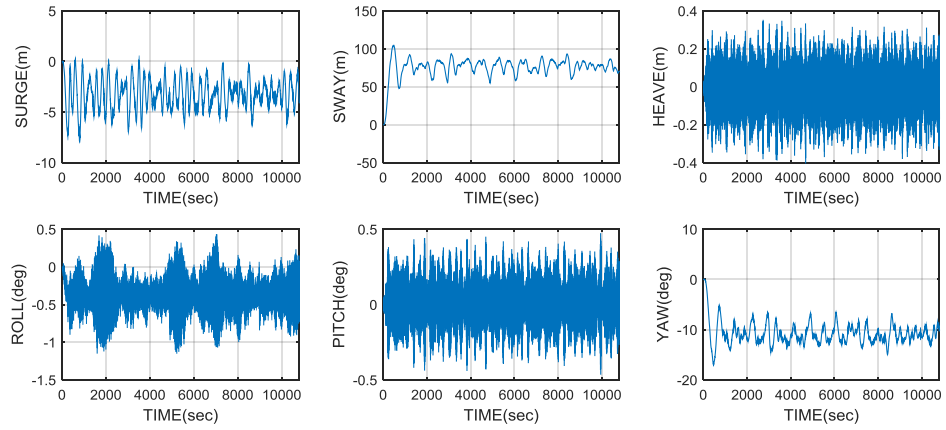 5
0
-5
-10
SURGE(m)
0 2000 4000 6000 8000 10000
TIME(sec)
150
100
50
0
-50
SWAY(m)
0 2000 4000 6000 8000 10000
TIME(sec)
0.4
0.2
0
-0.2
-0.4
HEAVE(m)
0 2000 4000 6000 8000 10000
TIME(sec)
0.5
0
-0.5
-1
-1.5
ROLL(deg)
0 2000 4000 6000 8000 10000
TIME(sec)
0.5
0
-0.5
PITCH(deg)
0 2000 4000 6000 8000 10000
TIME(sec)
10
0
-10
-20
YAW(deg)
0 2000 4000 6000 8000 10000
TIME(sec)